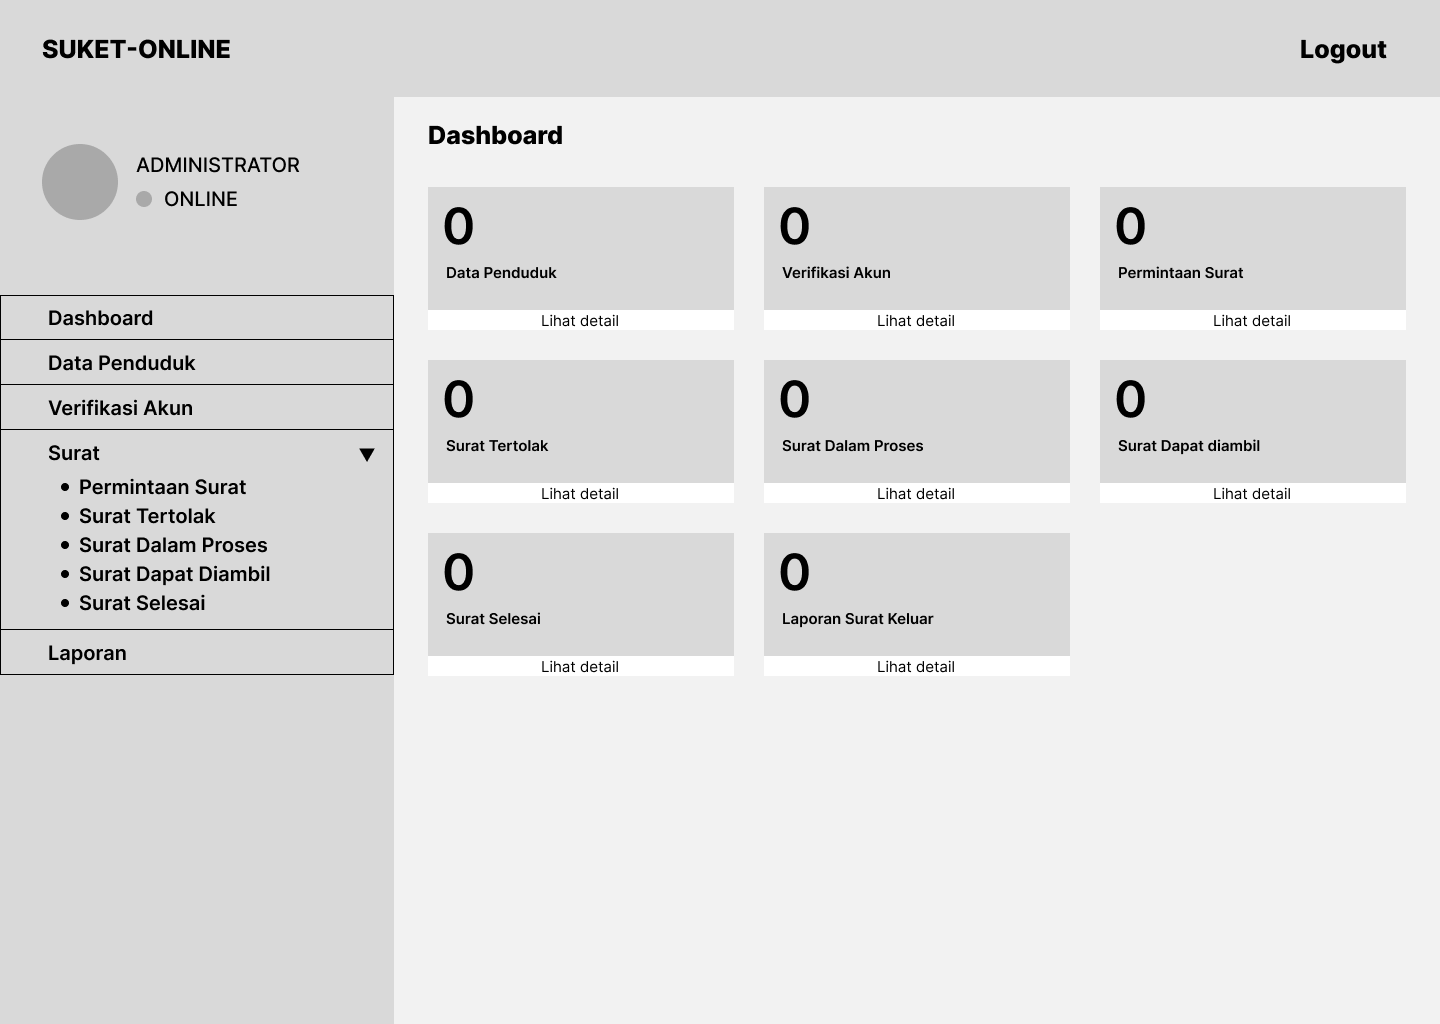 SUKET-ONLINE
Logout
ADMINISTRATOR
ONLINE
Dashboard
Data Penduduk
Verifikasi Akun
Surat
Permintaan Surat
Surat Tertolak
Surat Dalam Proses
Surat Dapat Diambil
Surat Selesai
Laporan
Dashboard
0
Data Penduduk
Lihat detail
0
Verifikasi Akun
Lihat detail
0
Permintaan Surat
Lihat detail
0
Surat Tertolak
Lihat detail
0
Surat Dalam Proses
Lihat detail
0
Surat Dapat diambil
Lihat detail
0
Surat Selesai
Lihat detail
0
Laporan Surat Keluar
Lihat detail